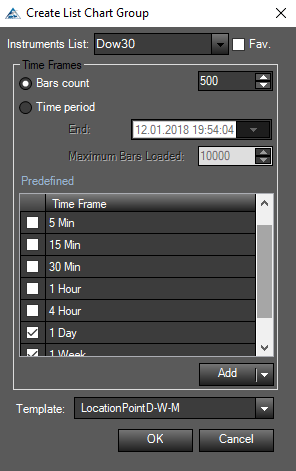 Create List Chart Group
Instruments List: Dow30 Fav.
Time Frames
Bars count 500
Time period
End: 12.01.2018 19:54:04
Maximum Bars Loaded: 10000
Predefined
Time Frame
5 Min
15 Min
30 Min
1 Hour
4 Hour
1 Day
1 Week
Add
Template: LocationPointD-W-M
OK Cancel